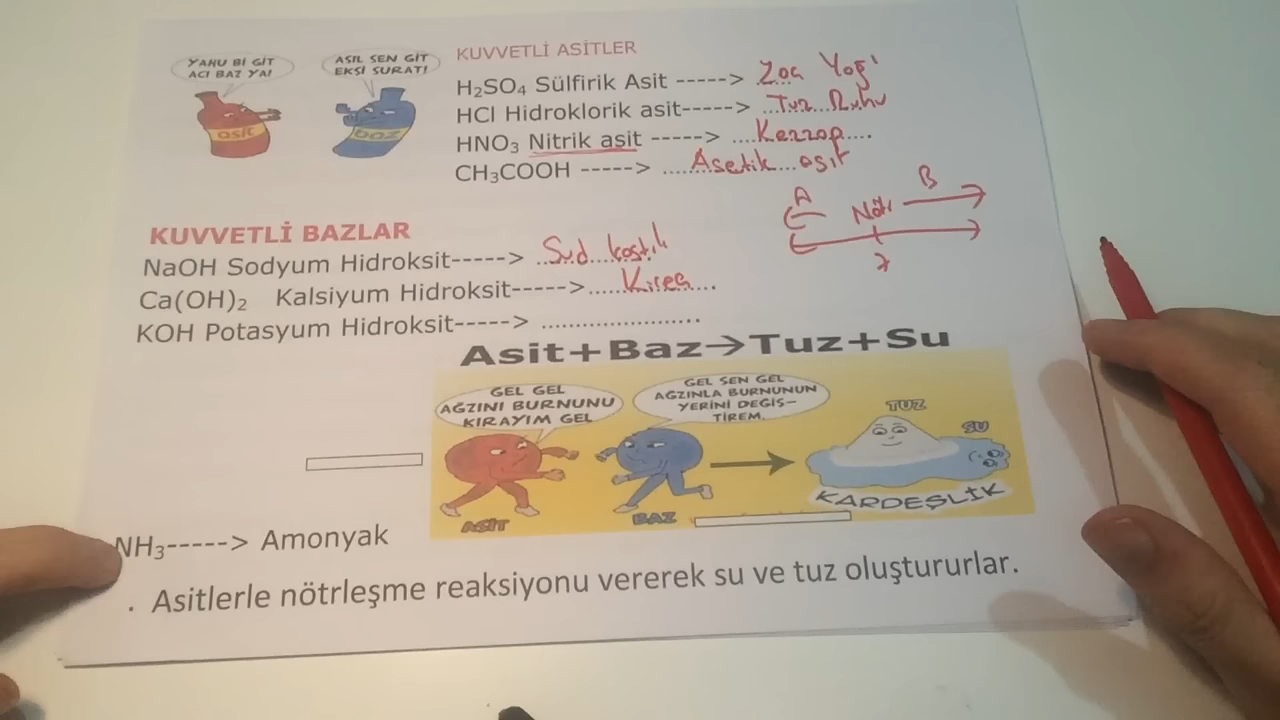 YAHU Bİ GİT
ACI BAZ YA!
ASIL SEN GİT
EKŞİ SURAT!
asit
baz
KUVVETLİ ASİTLER
H₂SO₄ Sülfirik Asit -----> Zaç Yağı
HCl Hidroklorik asit-----> ...Tuz...Ruhu
HNO₃ Nitrik asit -----> ....Kezzap....
CH₃COOH -----> ......Asetik...asit
A Nötr B
7
KUVVETLİ BAZLAR
NaOH Sodyum Hidroksit-----> ..Sud...kostik
Ca(OH)₂ Kalsiyum Hidroksit----->......Kireç....
KOH Potasyum Hidroksit-----> ......................
Asit+Baz→Tuz+Su
GEL GEL
AĞZINI BURNUNU
KIRAYIM GEL
GEL SEN GEL
AĞZINLA BURNUNUN
YERİNİ DEĞİŞ-
TİREM.
TUZ
SU
KARDEŞLİK
ASİT
BAZ
NH₃-----> Amonyak
. Asitlerle nötrleşme reaksiyonu vererek su ve tuz oluştururlar.